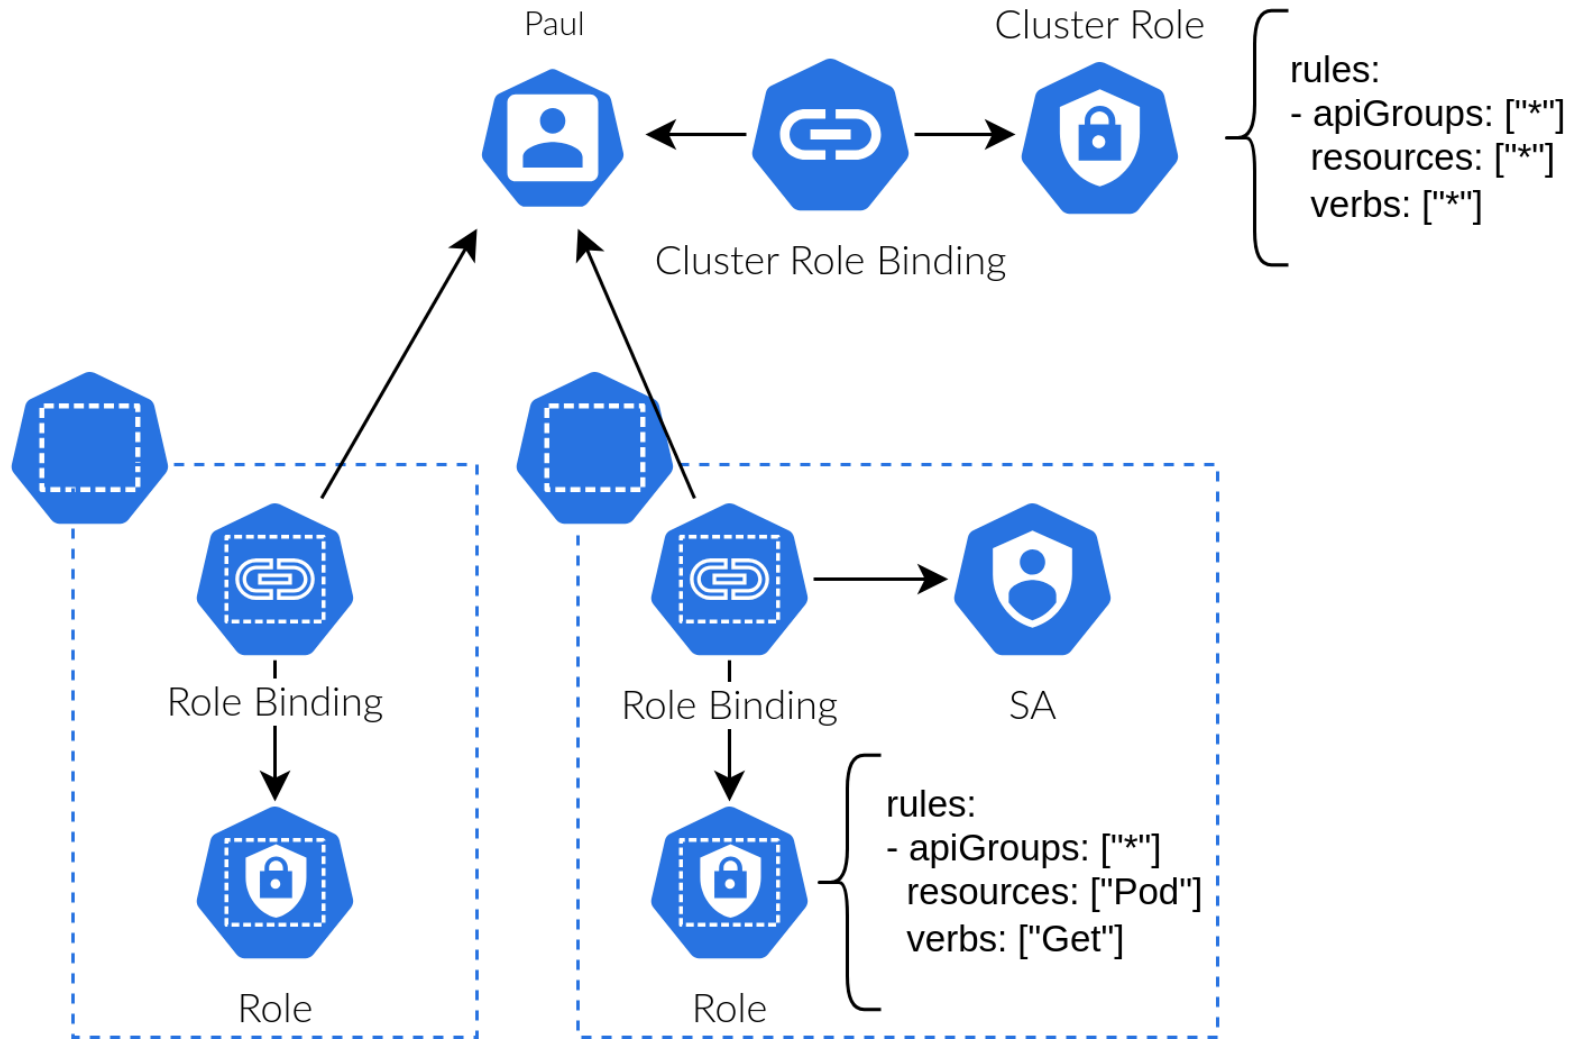 Paul
Cluster Role
rules:
- apiGroups: ["*"]
resources: ["*"]
verbs: ["*"]
Cluster Role Binding
Role Binding
Role Binding
SA
rules:
- apiGroups: ["*"]
resources: ["Pod"]
verbs: ["Get"]
Role
Role